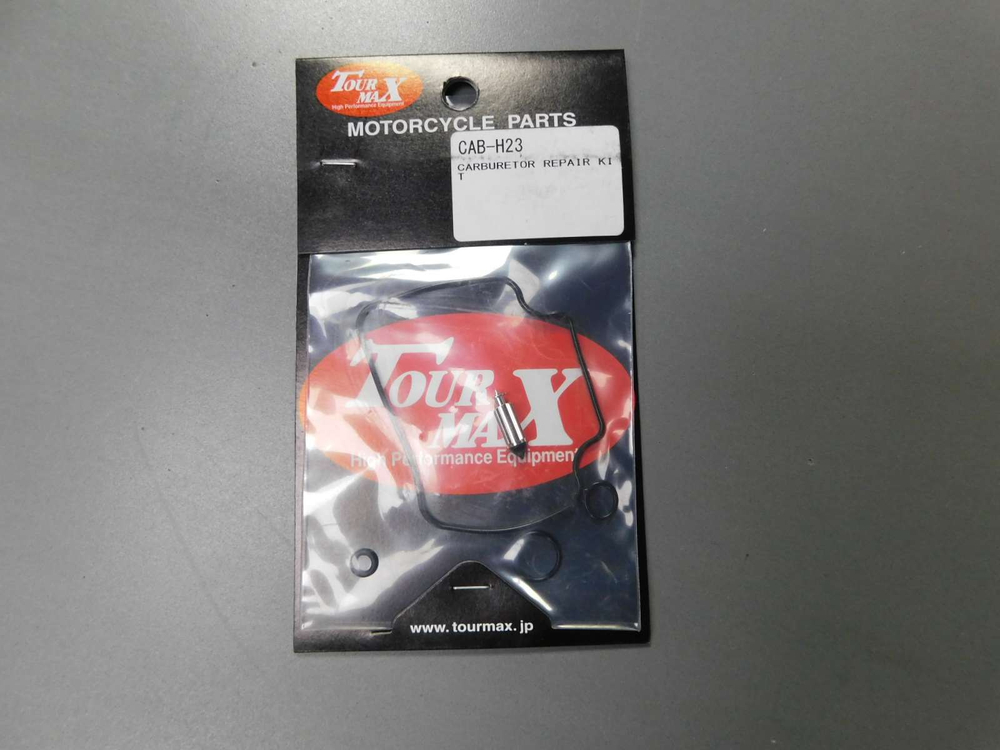 TOUR
MAX
High Performance Equipment
MOTORCYCLE PARTS
CAB-H23
CARBURETOR REPAIR KI
T
TOUR
MAX
High Performance Equipment
www.tourmax.jp